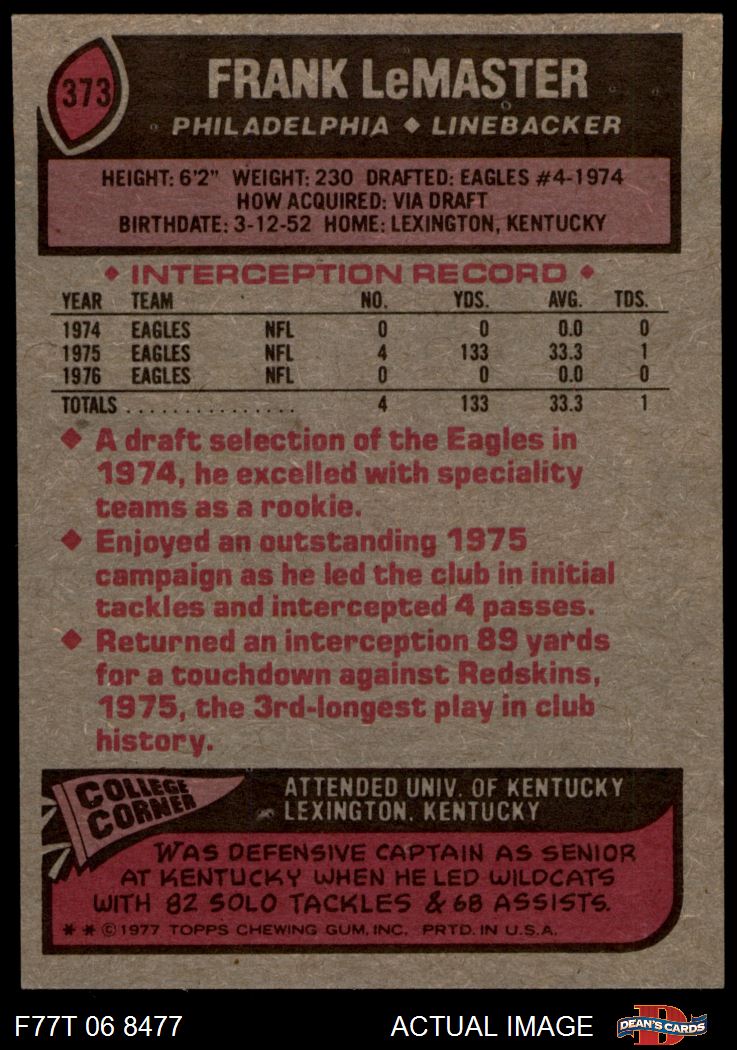 373
FRANK LeMASTER
PHILADELPHIA ◆ LINEBACKER
HEIGHT: 6'2" WEIGHT: 230 DRAFTED: EAGLES #4-1974
HOW ACQUIRED: VIA DRAFT
BIRTHDATE: 3-12-52 HOME: LEXINGTON, KENTUCKY
◆ INTERCEPTION RECORD ◆
YEAR TEAM NO. YDS. AVG. TDS.
1974 EAGLES NFL 0 0 0.0 0
1975 EAGLES NFL 4 133 33.3 1
1976 EAGLES NFL 0 0 0.0 0
TOTALS . . . . . . . . . . . . . . . . 4 133 33.3 1
◆ A draft selection of the Eagles in
1974, he excelled with speciality
teams as a rookie.
◆ Enjoyed an outstanding 1975
campaign as he led the club in initial
tackles and intercepted 4 passes.
◆ Returned an interception 89 yards
for a touchdown against Redskins,
1975, the 3rd-longest play in club
history.
COLLEGE
CORNER
ATTENDED UNIV. OF KENTUCKY
LEXINGTON, KENTUCKY
WAS DEFENSIVE CAPTAIN AS SENIOR
AT KENTUCKY WHEN HE LED WILDCATS
WITH 82 SOLO TACKLES & 68 ASSISTS.
* * © 1977 TOPPS CHEWING GUM, INC. PRTD. IN U.S.A.
F77T 06 8477 ACTUAL IMAGE D DEAN'S CARDS